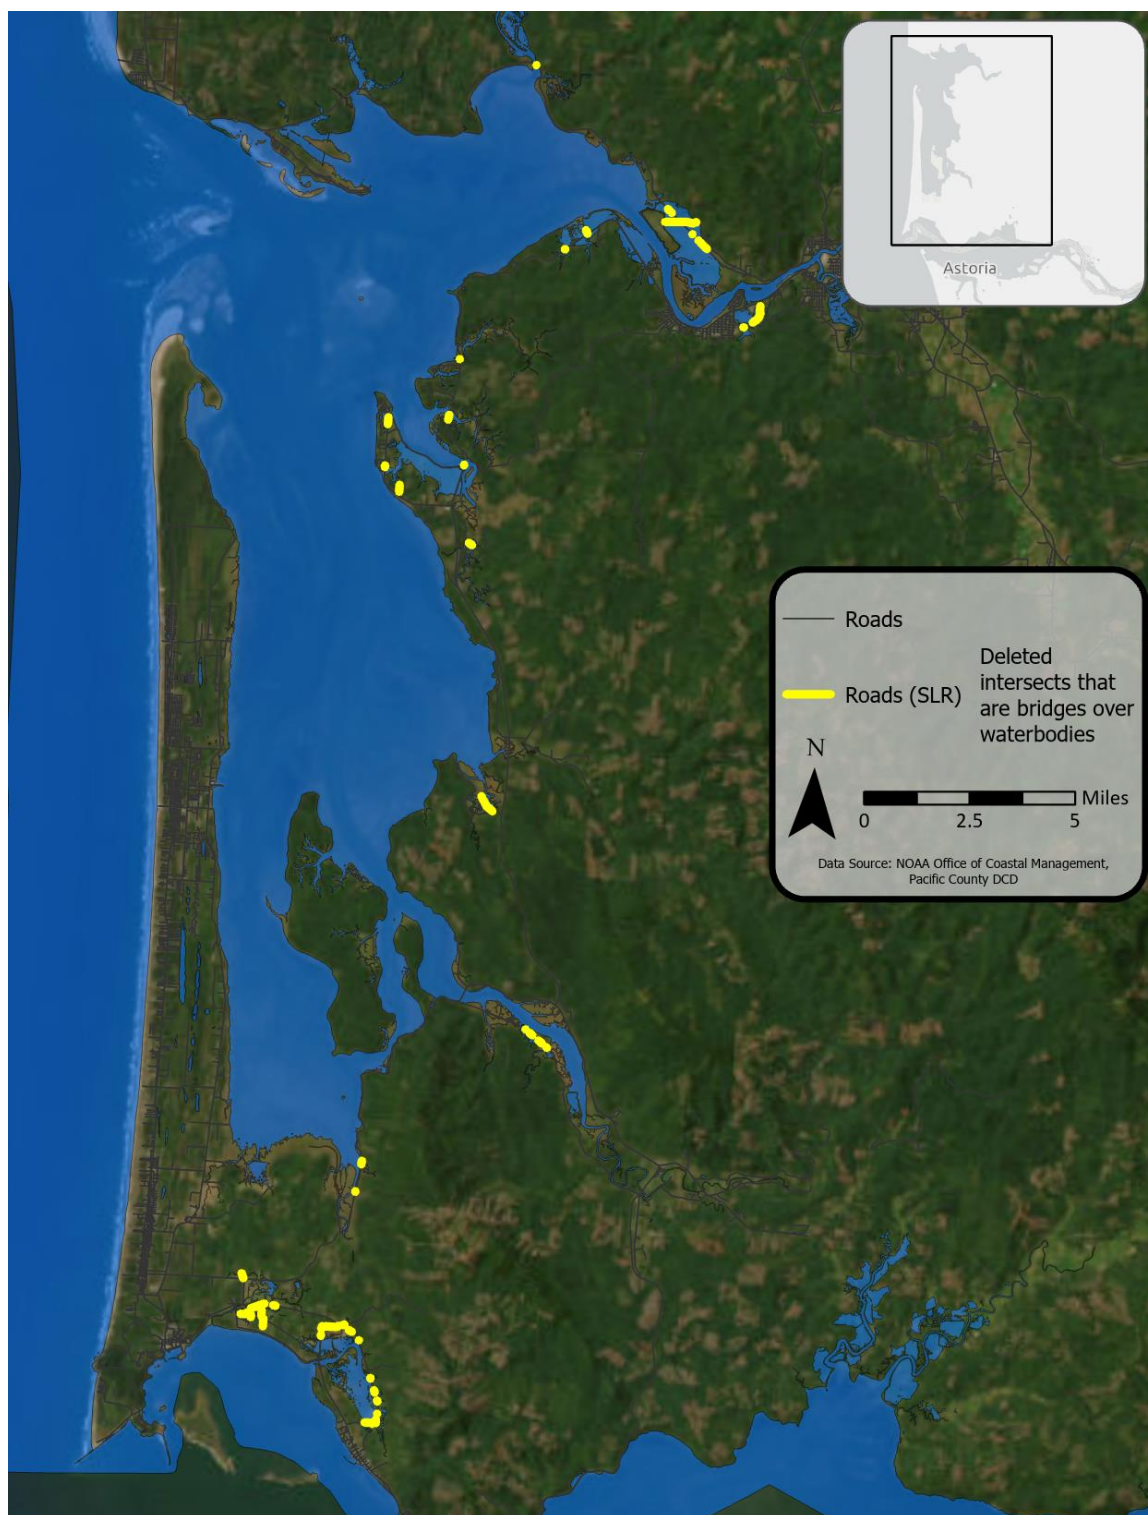 Astoria
Roads
Roads (SLR)
Deleted
intersects that
are bridges over
waterbodies
N
Miles
0 2.5 5
Data Source: NOAA Office of Coastal Management,
Pacific County DCD